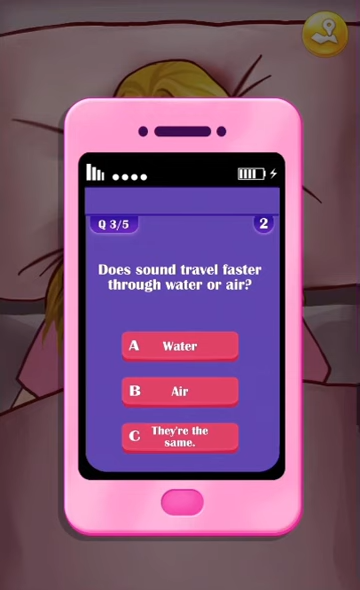 Q 3/5
2
Does sound travel faster
through water or air?
A Water
B Air
C They're the
same.